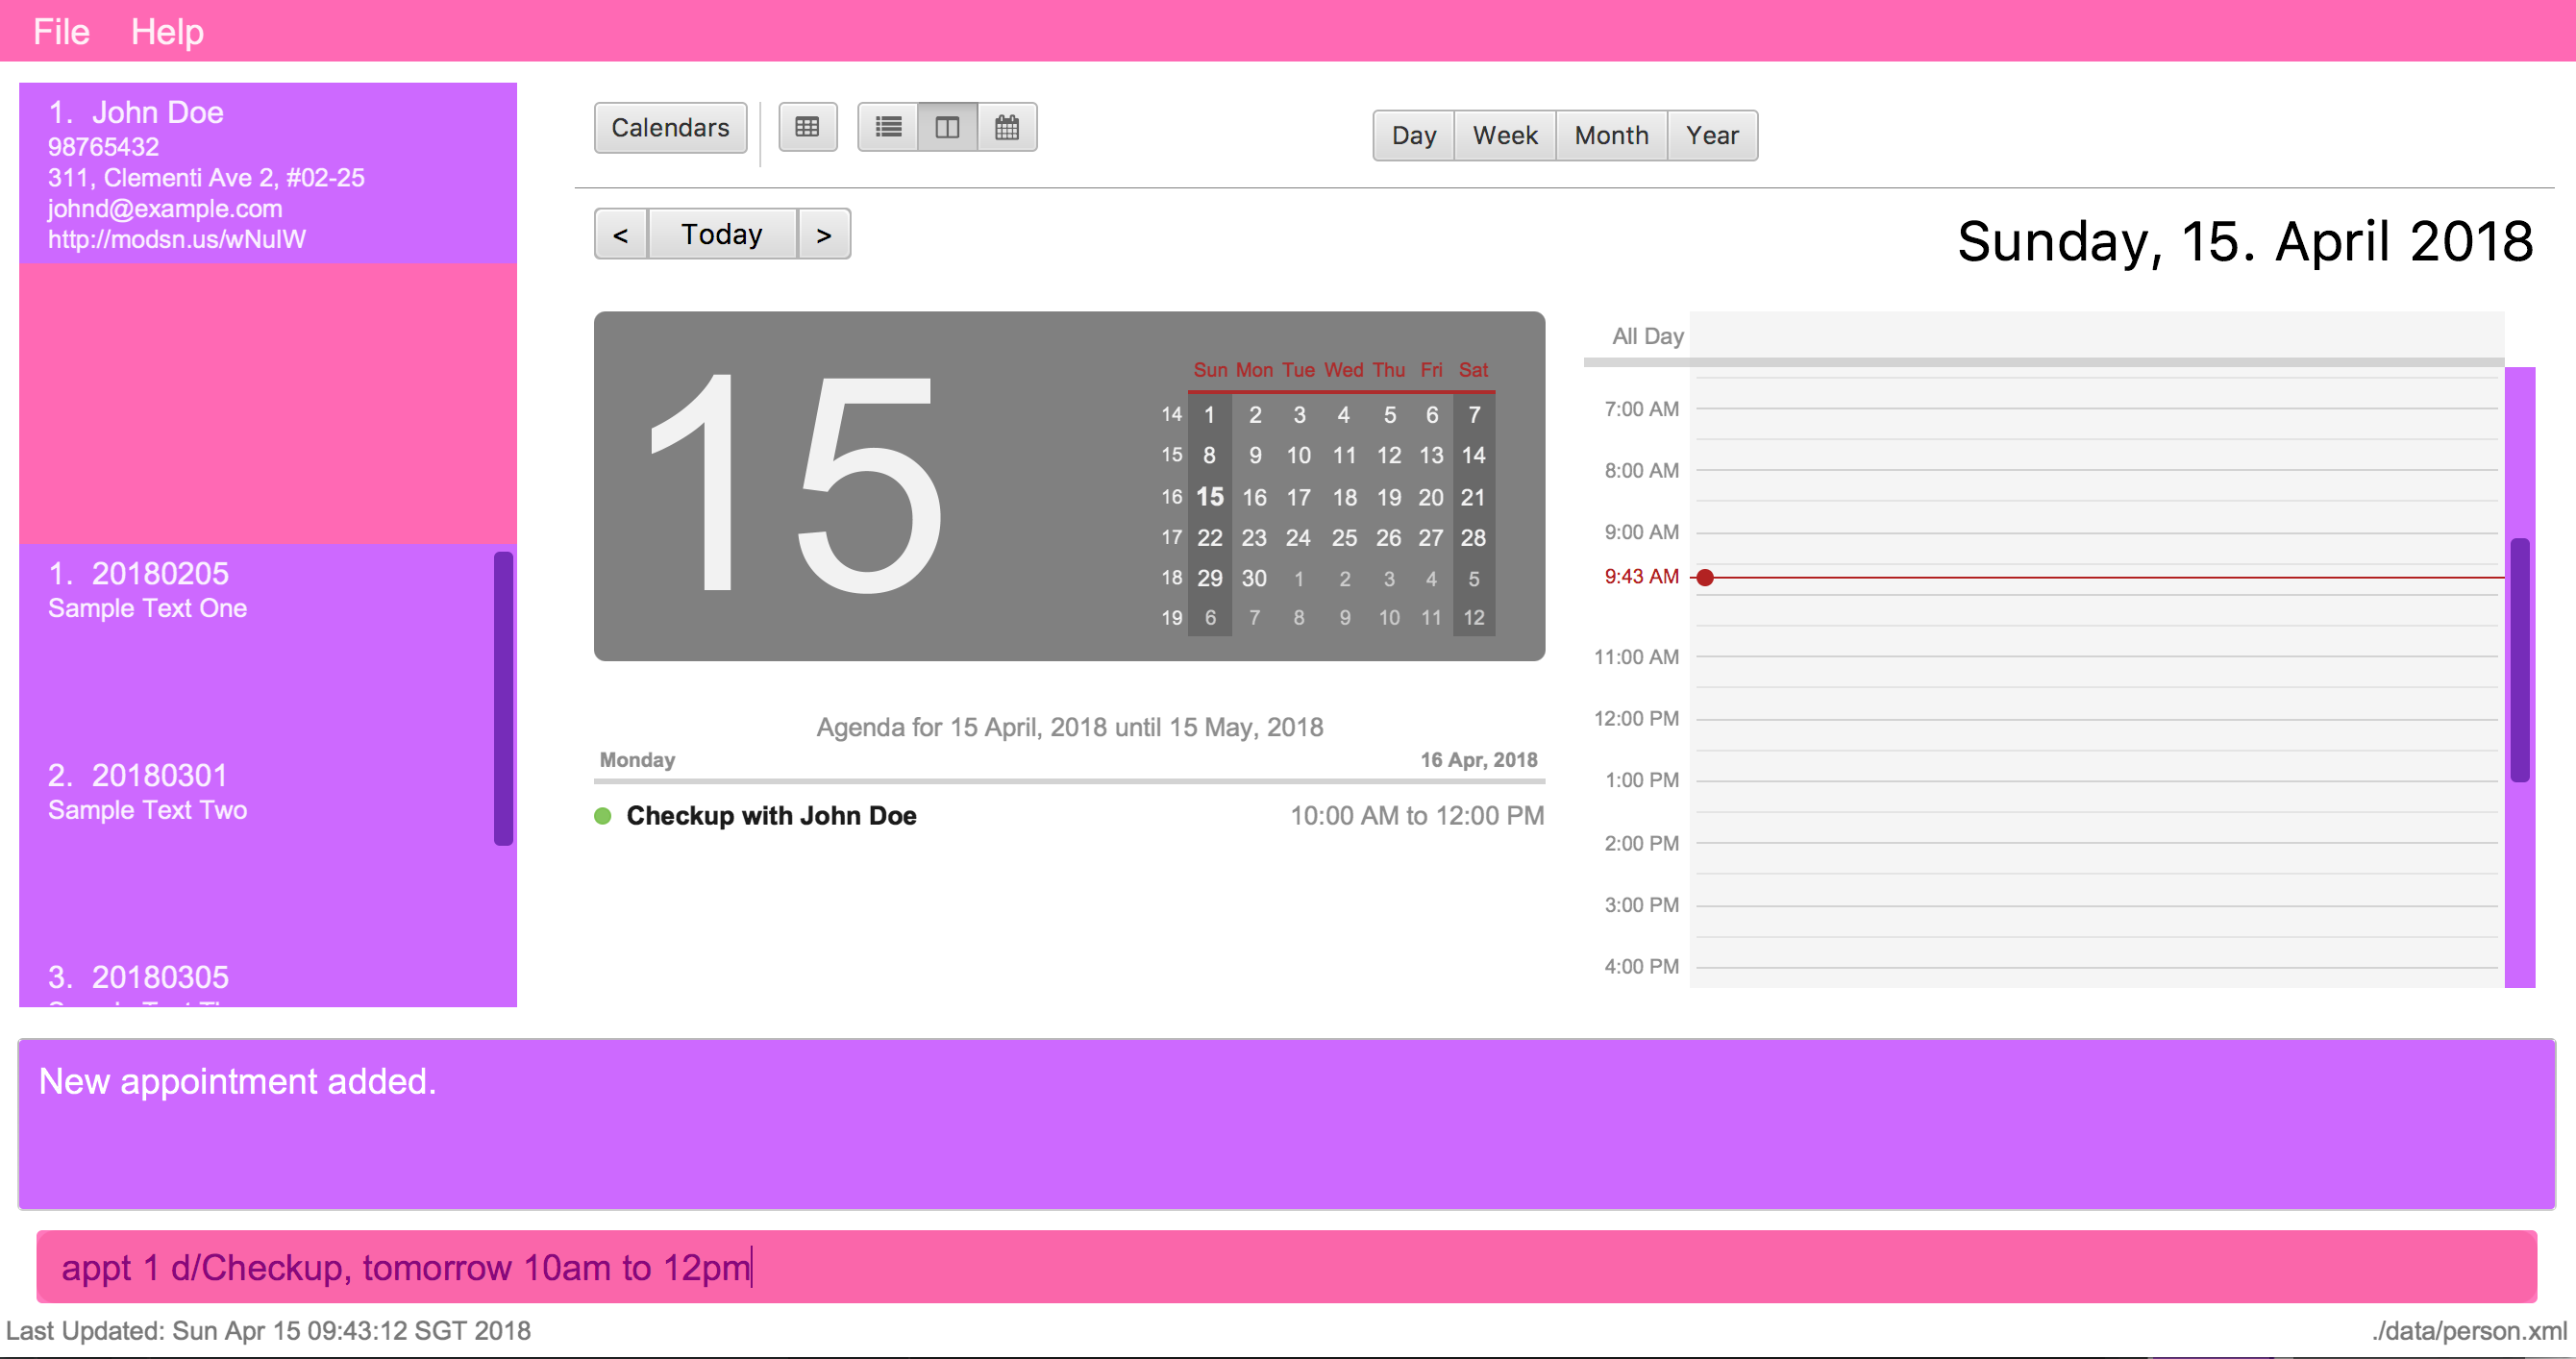 File Help
1. John Doe
98765432
311, Clementi Ave 2, #02-25
johnd@example.com
http://modsn.us/wNuIW
1. 20180205
Sample Text One
2. 20180301
Sample Text Two
3. 20180305
Calendars
Day Week Month Year
< Today >
Sunday, 15. April 2018
15
Sun Mon Tue Wed Thu Fri Sat
14 1 2 3 4 5 6 7
15 8 9 10 11 12 13 14
16 15 16 17 18 19 20 21
17 22 23 24 25 26 27 28
18 29 30 1 2 3 4 5
19 6 7 8 9 10 11 12
Agenda for 15 April, 2018 until 15 May, 2018
Monday 16 Apr, 2018
Checkup with John Doe 10:00 AM to 12:00 PM
All Day
7:00 AM
8:00 AM
9:00 AM
9:43 AM
11:00 AM
12:00 PM
1:00 PM
2:00 PM
3:00 PM
4:00 PM
New appointment added.
appt 1 d/Checkup, tomorrow 10am to 12pm
Last Updated: Sun Apr 15 09:43:12 SGT 2018
./data/person.xml